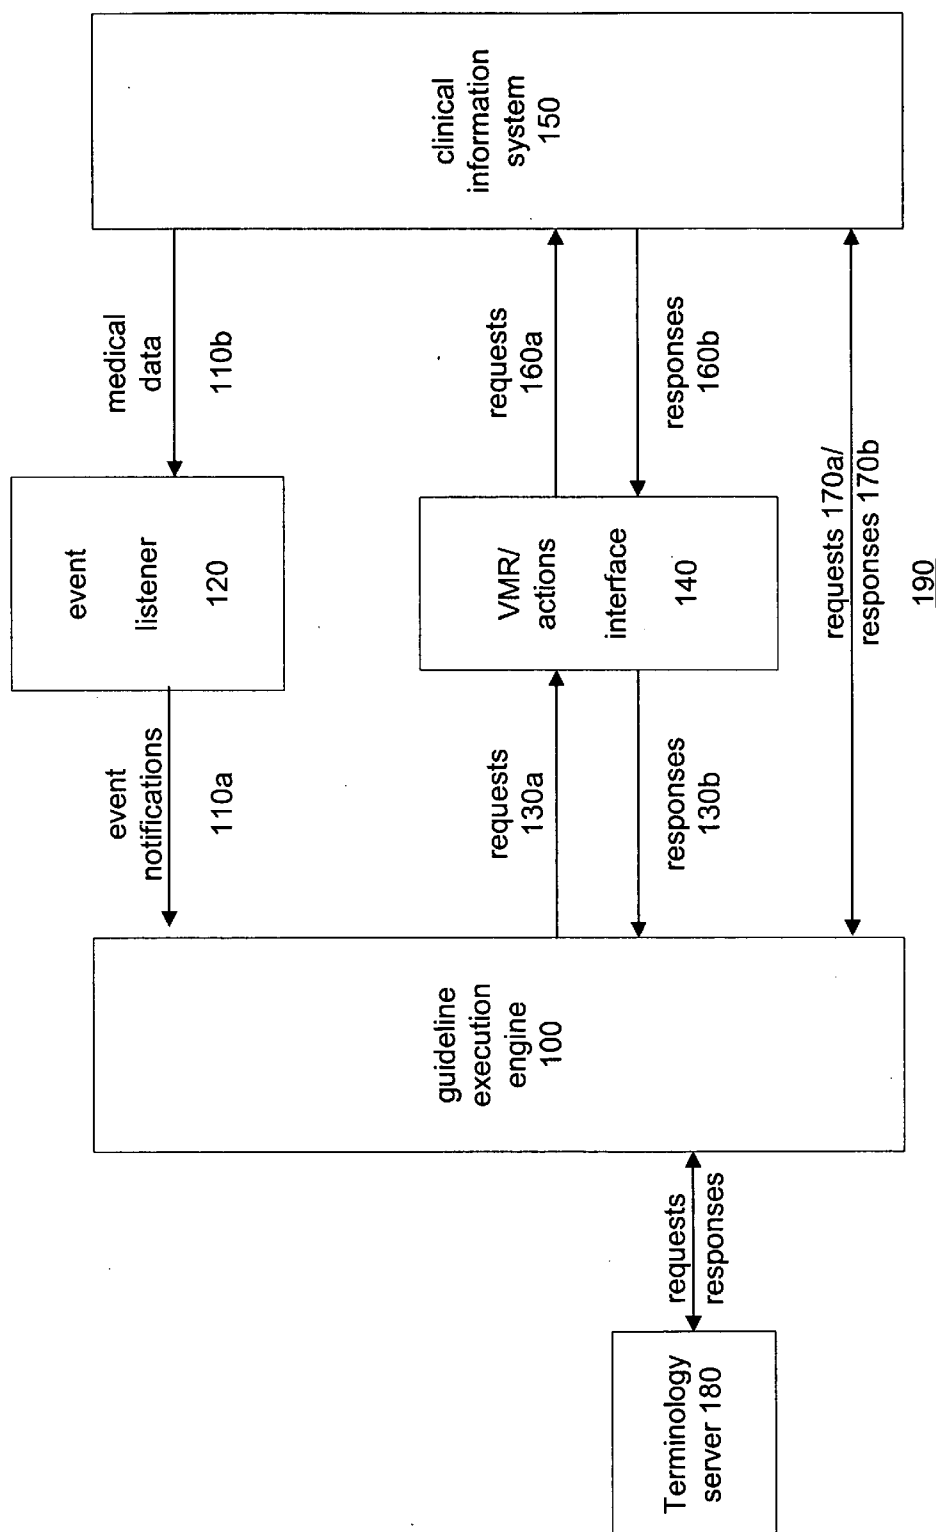 Terminology
server 180
requests
responses
guideline
execution
engine
100
event
notifications
110a
requests
130a
responses
130b
event
listener
120
VMR/
actions
interface
140
medical
data
110b
requests
160a
responses
160b
requests 170a/
responses 170b
190
clinical
information
system
150